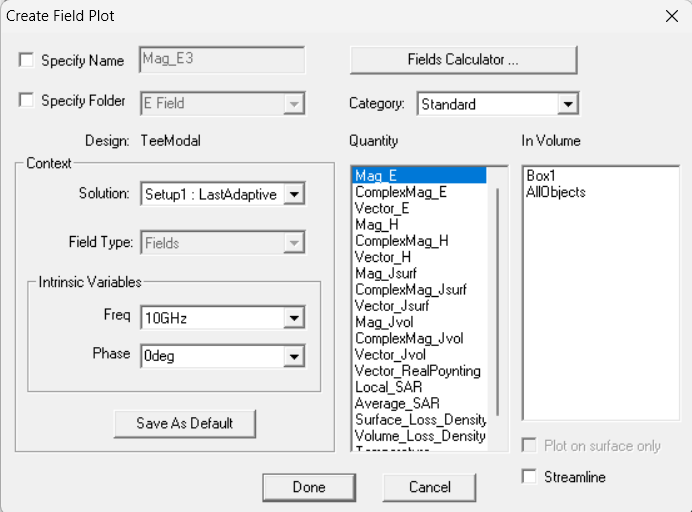 Create Field Plot
Specify Name
Mag_E3
Fields Calculator ...
Specify Folder
E Field
Category:
Standard
Design:
TeeModal
Quantity
In Volume
Context
Solution:
Setup1 : LastAdaptive
Field Type:
Fields
Intrinsic Variables
Freq
10GHz
Phase
0deg
Save As Default
Mag_E
ComplexMag_E
Vector_E
Mag_H
ComplexMag_H
Vector_H
Mag_Jsurf
ComplexMag_Jsurf
Vector_Jsurf
Mag_Jvol
ComplexMag_Jvol
Vector_Jvol
Vector_RealPoynting
Local_SAR
Average_SAR
Surface_Loss_Density
Volume_Loss_Density
Temperature
Box1
AllObjects
Plot on surface only
Streamline
Done
Cancel